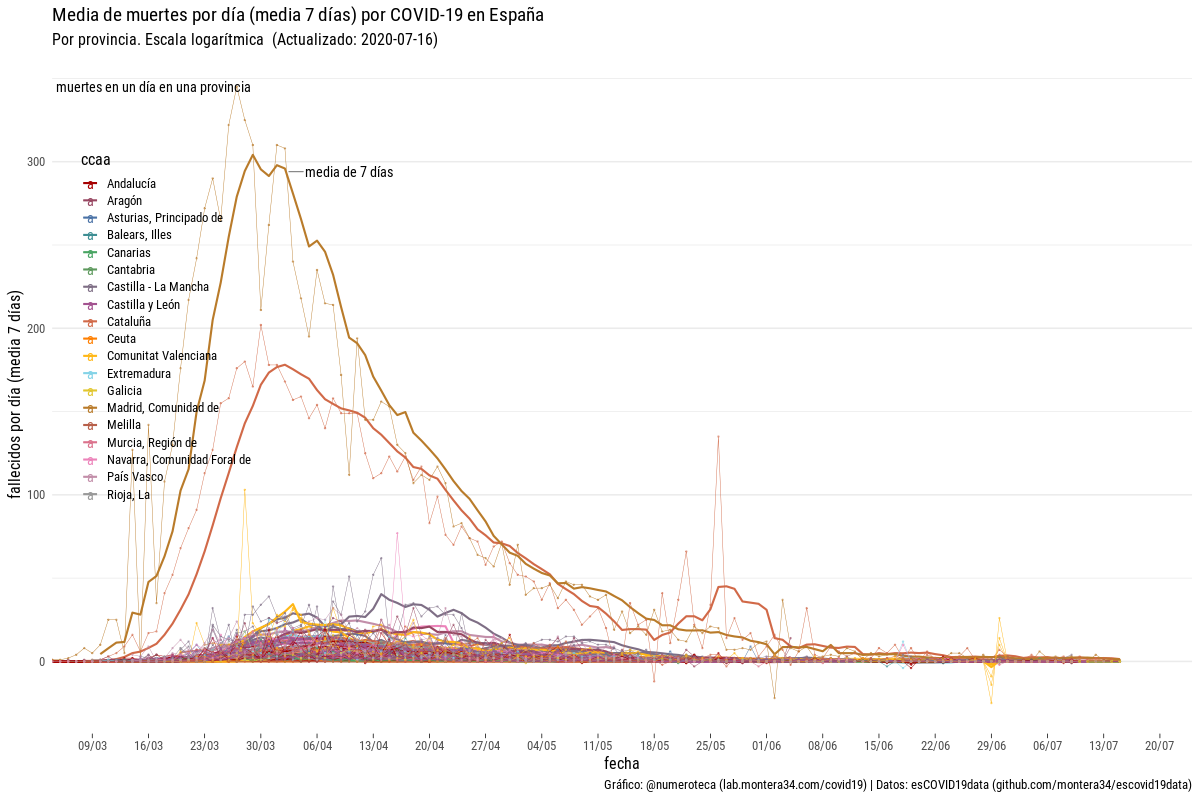 Media de muertes por día (media 7 días) por COVID-19 en España
Por provincia. Escala logarítmica  (Actualizado: 2020-07-16)
muertes en un día en una provincia
media de 7 días
ccaa
Andalucía
Aragón
Asturias, Principado de
Balears, Illes
Canarias
Cantabria
Castilla - La Mancha
Castilla y León
Cataluña
Ceuta
Comunitat Valenciana
Extremadura
Galicia
Madrid, Comunidad de
Melilla
Murcia, Región de
Navarra, Comunidad Foral de
País Vasco
Rioja, La
fallecidos por día (media 7 días)
300
200
100
0
09/03 16/03 23/03 30/03 06/04 13/04 20/04 27/04 04/05 11/05 18/05 25/05 01/06 08/06 15/06 22/06 29/06 06/07 13/07 20/07
fecha
Gráfico: @numeroteca (lab.montera34.com/covid19) | Datos: esCOVID19data (github.com/montera34/escovid19data)